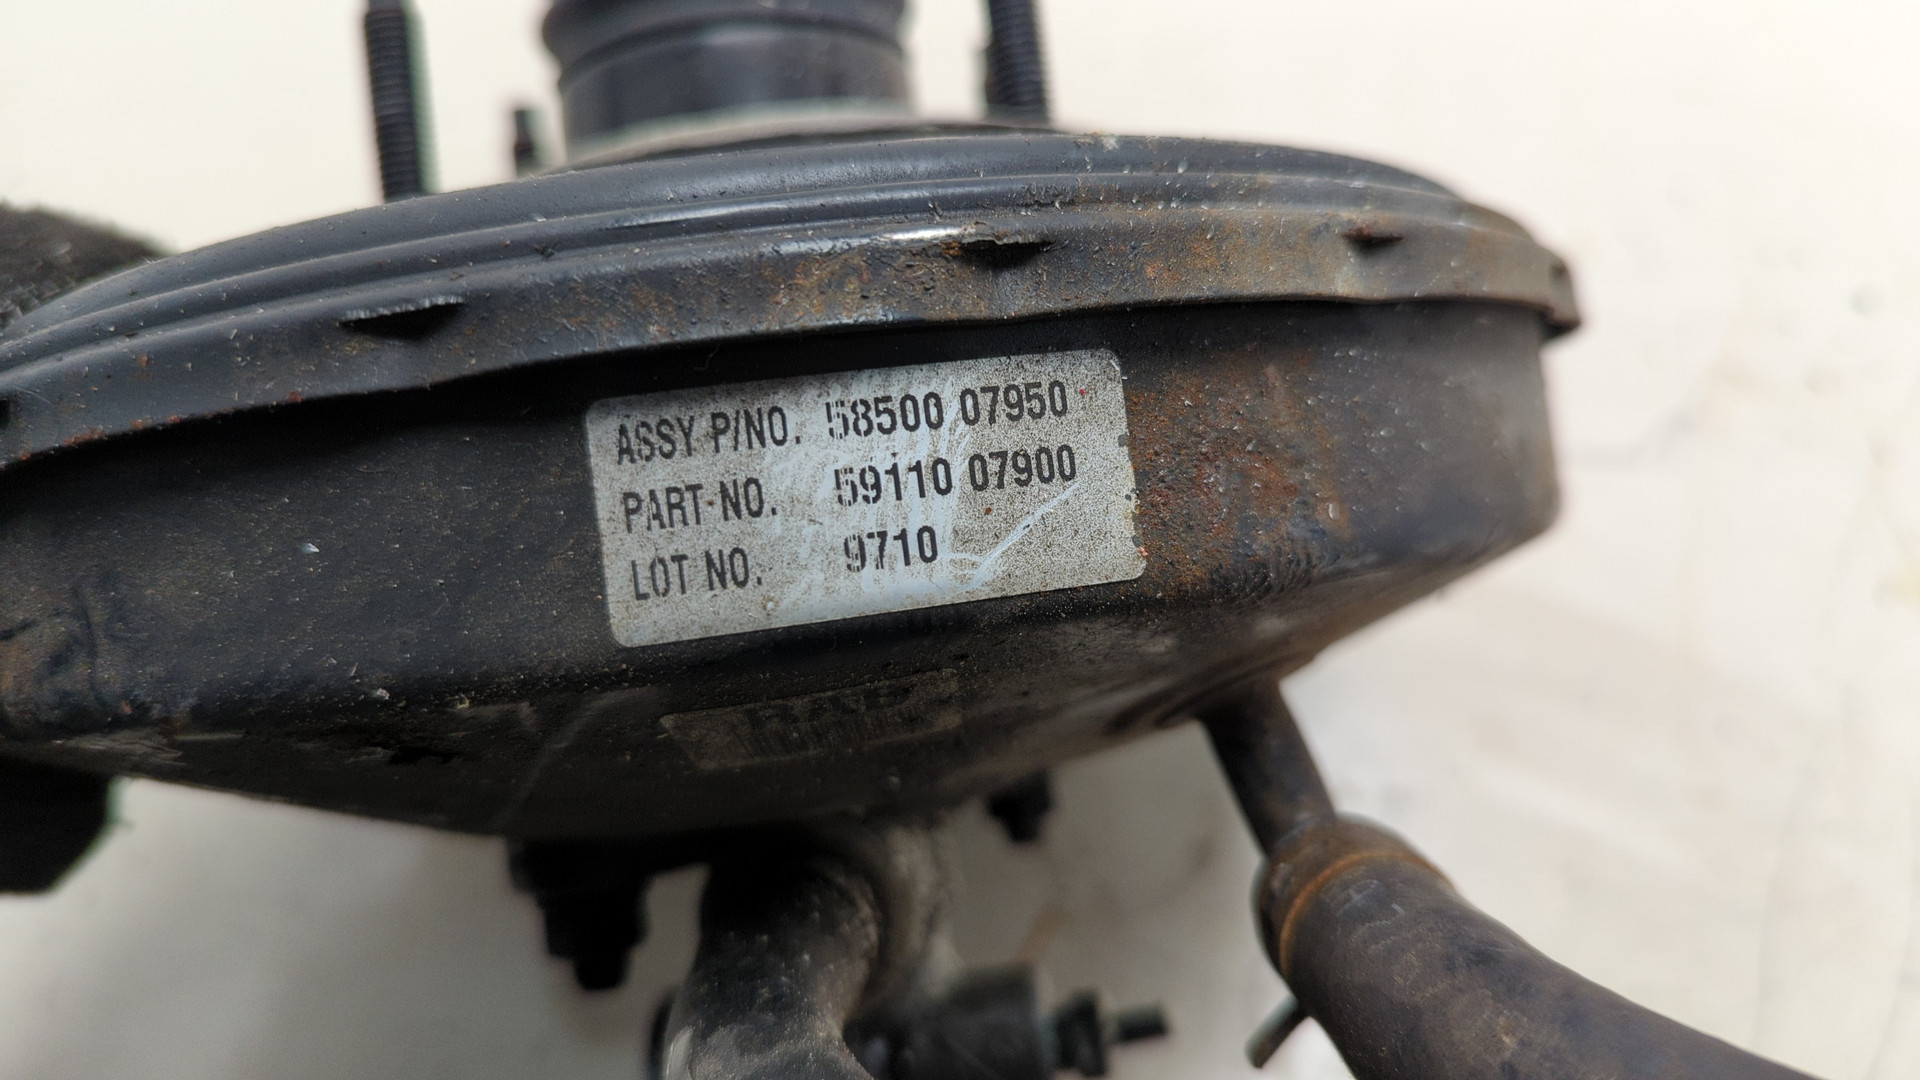 ASSY P/NO. 58500 07950
PART NO. 59110 07900
LOT NO. 9710